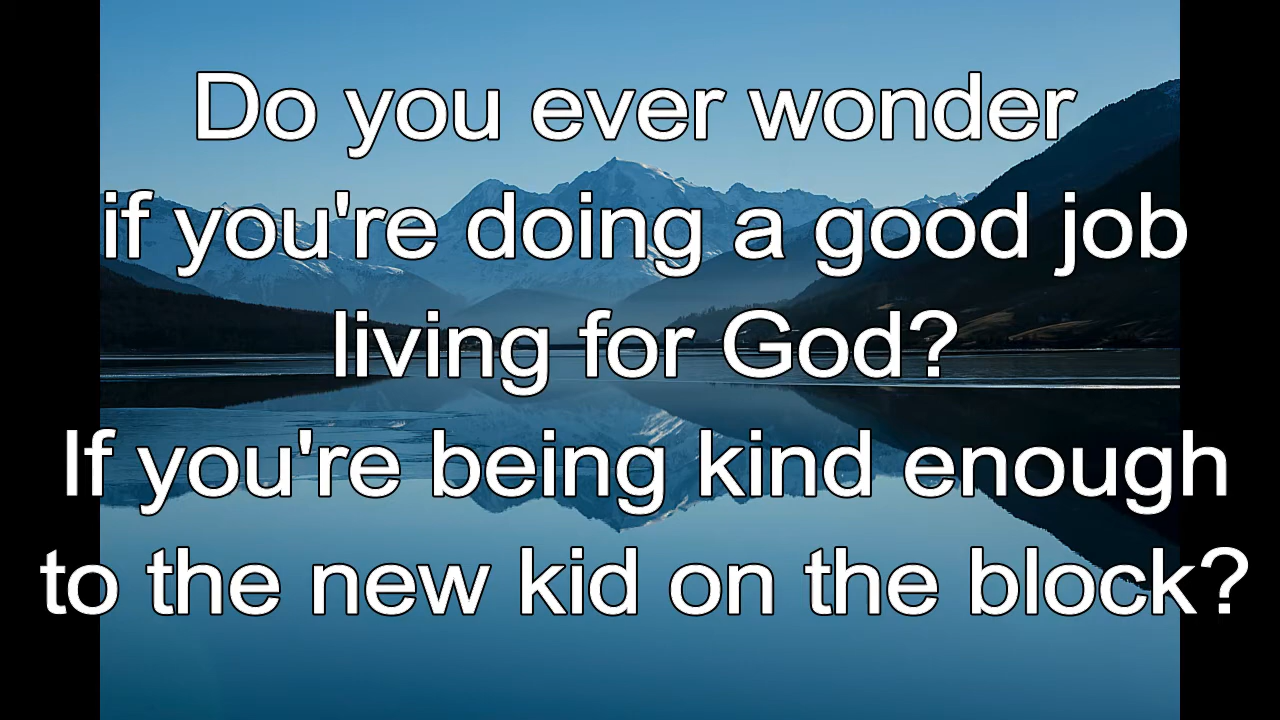 Do you ever wonder
if you're doing a good job
living for God?
If you're being kind enough
to the new kid on the block?